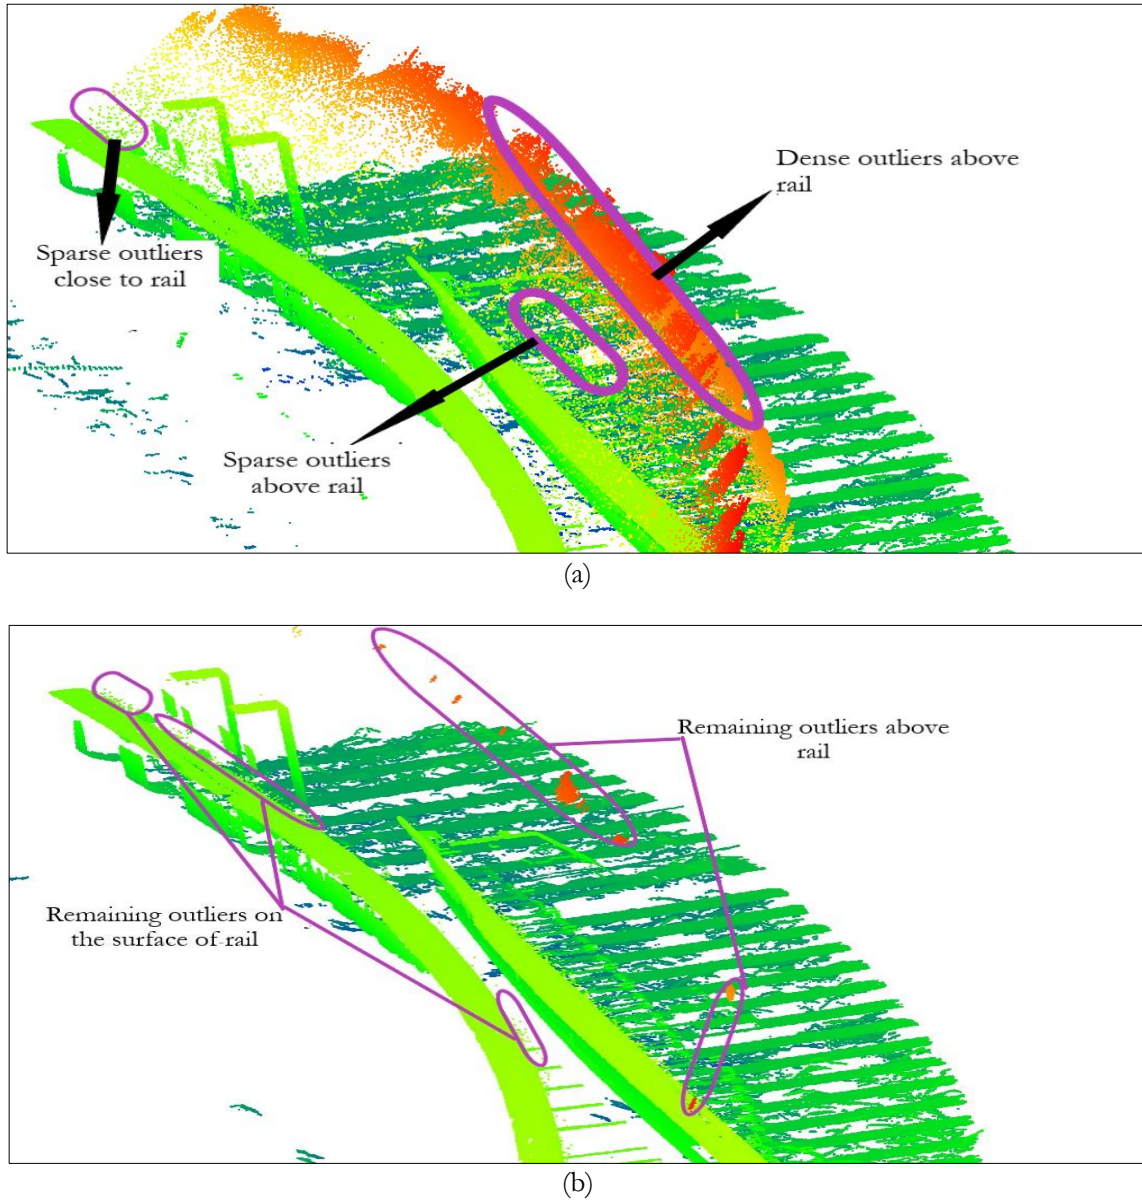 Dense outliers above
rail
Sparse outliers
close to rail
Sparse outliers
above rail
(a)
Remaining outliers above
rail
Remaining outliers on
the surface of rail
(b)